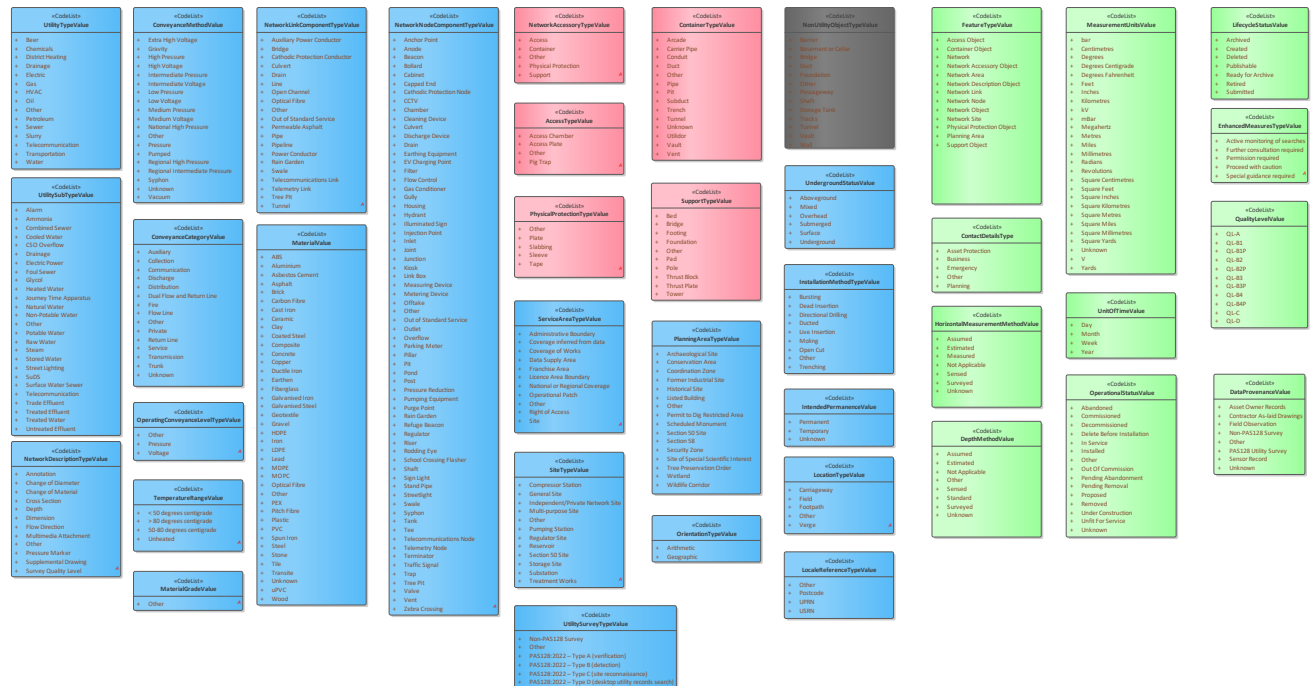 «CodeList»
UtilityTypeValue
+ Beer
+ Chemicals
+ District Heating
+ Drainage
+ Electric
+ Gas
+ HVAC
+ Oil
+ Other
+ Petroleum
+ Sewer
+ Slurry
+ Telecommunication
+ Transportation
+ Water
«CodeList»
UtilitySubTypeValue
+ Alarm
+ Ammonia
+ Combined Sewer
+ Cooled Water
+ CSO Overflow
+ Drainage
+ Electric Power
+ Foul Sewer
+ Glycol
+ Heated Water
+ Journey Time Apparatus
+ Natural Water
+ Non-Potable Water
+ Other
+ Potable Water
+ Raw Water
+ Steam
+ Stored Water
+ Street Lighting
+ SuDS
+ Surface Water Sewer
+ Telecommunication
+ Trade Effluent
+ Treated Effluent
+ Treated Water
+ Untreated Effluent
«CodeList»
NetworkDescriptionTypeValue
+ Annotation
+ Change of Diameter
+ Change of Material
+ Cross Section
+ Depth
+ Dimension
+ Flow Direction
+ Multimedia Attachment
+ Other
+ Pressure Marker
+ Supplemental Drawing
+ Survey Quality Level
«CodeList»
ConveyanceMethodValue
+ Extra High Voltage
+ Gravity
+ High Pressure
+ High Voltage
+ Intermediate Pressure
+ Intermediate Voltage
+ Low Pressure
+ Low Voltage
+ Medium Pressure
+ Medium Voltage
+ National High Pressure
+ Other
+ Pressure
+ Pumped
+ Regional High Pressure
+ Regional Intermediate Pressure
+ Syphon
+ Unknown
+ Vacuum
«CodeList»
ConveyanceCategoryValue
+ Auxiliary
+ Collection
+ Communication
+ Discharge
+ Distribution
+ Dual Flow and Return Line
+ Fire
+ Flow Line
+ Other
+ Private
+ Return Line
+ Service
+ Transmission
+ Trunk
+ Unknown
«CodeList»
OperatingConveyanceLevelTypeValue
+ Other
+ Pressure
+ Voltage
«CodeList»
TemperatureRangeValue
+ < 50 degrees centigrade
+ > 80 degrees centigrade
+ 50-80 degrees centigrade
+ Unheated
«CodeList»
MaterialGradeValue
+ Other
«CodeList»
NetworkLinkComponentTypeValue
+ Auxiliary Power Conductor
+ Bridge
+ Cathodic Protection Conductor
+ Culvert
+ Drain
+ Line
+ Open Channel
+ Optical Fibre
+ Other
+ Out of Standard Service
+ Permeable Asphalt
+ Pipe
+ Pipeline
+ Power Conductor
+ Rain Garden
+ Swale
+ Telecommunications Link
+ Telemetry Link
+ Tree Pit
+ Tunnel
«CodeList»
MaterialValue
+ ABS
+ Aluminium
+ Asbestos Cement
+ Asphalt
+ Brick
+ Carbon Fibre
+ Cast Iron
+ Ceramic
+ Clay
+ Coated Steel
+ Composite
+ Concrete
+ Copper
+ Ductile Iron
+ Earthen
+ Fiberglass
+ Galvanised Iron
+ Galvanised Steel
+ Geotextile
+ Gravel
+ HDPE
+ Iron
+ LDPE
+ Lead
+ MDPE
+ MOPC
+ Optical Fibre
+ Other
+ PEX
+ Pitch Fibre
+ Plastic
+ PVC
+ Spun Iron
+ Steel
+ Stone
+ Tile
+ Transite
+ Unknown
+ uPVC
+ Wood
«CodeList»
NetworkNodeComponentTypeValue
+ Anchor Point
+ Anode
+ Beacon
+ Bollard
+ Cabinet
+ Capped End
+ Cathodic Protection Node
+ CCTV
+ Chamber
+ Cleaning Device
+ Culvert
+ Discharge Device
+ Drain
+ Earthing Equipment
+ EV Charging Point
+ Filter
+ Flow Control
+ Gas Conditioner
+ Gully
+ Housing
+ Hydrant
+ Illuminated Sign
+ Injection Point
+ Inlet
+ Joint
+ Junction
+ Kiosk
+ Link Box
+ Measuring Device
+ Metering Device
+ Offtake
+ Other
+ Out of Standard Service
+ Outlet
+ Overflow
+ Parking Meter
+ Pillar
+ Pit
+ Pond
+ Post
+ Pressure Reduction
+ Pumping Equipment
+ Purge Point
+ Rain Garden
+ Refuge Beacon
+ Regulator
+ Riser
+ Rodding Eye
+ School Crossing Flasher
+ Shaft
+ Sign Light
+ Stand Pipe
+ Streetlight
+ Swale
+ Syphon
+ Tank
+ Tee
+ Telecommunications Node
+ Telemetry Node
+ Terminator
+ Traffic Signal
+ Trap
+ Tree Pit
+ Valve
+ Vent
+ Zebra Crossing
«CodeList»
NetworkAccessoryTypeValue
+ Access
+ Container
+ Other
+ Physical Protection
+ Support
«CodeList»
AccessTypeValue
+ Access Chamber
+ Access Plate
+ Other
+ Pig Trap
«CodeList»
PhysicalProtectionTypeValue
+ Other
+ Plate
+ Slabbing
+ Sleeve
+ Tape
«CodeList»
ServiceAreaTypeValue
+ Administrative Boundary
+ Coverage inferred from data
+ Coverage of Works
+ Data Supply Area
+ Franchise Area
+ Licence Area Boundary
+ National or Regional Coverage
+ Operational Patch
+ Other
+ Right of Access
+ Site
«CodeList»
SiteTypeValue
+ Compressor Station
+ General Site
+ Independent/Private Network Site
+ Multi-purpose Site
+ Other
+ Pumping Station
+ Regulator Site
+ Reservoir
+ Section 50 Site
+ Storage Site
+ Substation
+ Treatment Works
«CodeList»
UtilitySurveyTypeValue
+ Non-PAS128 Survey
+ Other
+ PAS128:2022 – Type A (verification)
+ PAS128:2022 – Type B (detection)
+ PAS128:2022 – Type C (site reconnaissance)
+ PAS128:2022 – Type D (desktop utility records search)
«CodeList»
ContainerTypeValue
+ Arcade
+ Carrier Pipe
+ Conduit
+ Duct
+ Other
+ Pipe
+ Pit
+ Subduct
+ Trench
+ Tunnel
+ Unknown
+ Utilidor
+ Vault
+ Vent
«CodeList»
SupportTypeValue
+ Bed
+ Bridge
+ Footing
+ Foundation
+ Other
+ Pad
+ Pole
+ Thrust Block
+ Thrust Plate
+ Tower
«CodeList»
PlanningAreaTypeValue
+ Archaeological Site
+ Conservation Area
+ Coordination Zone
+ Former Industrial Site
+ Historical Site
+ Listed Building
+ Other
+ Permit to Dig Restricted Area
+ Scheduled Monument
+ Section 50 Site
+ Section 58
+ Security Zone
+ Site of Special Scientific Interest
+ Tree Preservation Order
+ Wetland
+ Wildlife Corridor
«CodeList»
OrientationTypeValue
+ Arithmetic
+ Geographic
«CodeList»
NonUtilityObjectTypeValue
«CodeList»
UndergroundStatusValue
+ Aboveground
+ Mixed
+ Overhead
+ Submerged
+ Surface
+ Underground
«CodeList»
InstallationMethodTypeValue
+ Bursting
+ Dead Insertion
+ Directional Drilling
+ Ducted
+ Live Insertion
+ Moling
+ Open Cut
+ Other
+ Trenching
«CodeList»
IntendedPermanenceValue
+ Permanent
+ Temporary
+ Unknown
«CodeList»
LocationTypeValue
+ Carriageway
+ Field
+ Footpath
+ Other
+ Verge
«CodeList»
LocaleReferenceTypeValue
+ Other
+ Postcode
+ UPRN
+ USRN
«CodeList»
FeatureTypeValue
+ Access Object
+ Container Object
+ Network
+ Network Accessory Object
+ Network Area
+ Network Description Object
+ Network Link
+ Network Node
+ Network Object
+ Network Site
+ Physical Protection Object
+ Planning Area
+ Support Object
«CodeList»
ContactDetailsType
+ Asset Protection
+ Business
+ Emergency
+ Other
+ Planning
«CodeList»
HorizontalMeasurementMethodValue
+ Assumed
+ Estimated
+ Measured
+ Not Applicable
+ Sensed
+ Surveyed
+ Unknown
«CodeList»
DepthMethodValue
+ Assumed
+ Estimated
+ Not Applicable
+ Other
+ Sensed
+ Standard
+ Surveyed
+ Unknown
«CodeList»
MeasurementUnitsValue
+ bar
+ Centimetres
+ Degrees
+ Degrees Centigrade
+ Degrees Fahrenheit
+ Feet
+ Inches
+ Kilometres
+ kV
+ mBar
+ Megahertz
+ Metres
+ Miles
+ Millimetres
+ Radians
+ Revolutions
+ Square Centimetres
+ Square Feet
+ Square Inches
+ Square Kilometres
+ Square Metres
+ Square Millimetres
+ Square Yards
+ Unknown
+ V
+ Yards
«CodeList»
UnitOfTimeValue
+ Day
+ Month
+ Week
+ Year
«CodeList»
OperationalStatusValue
+ Abandoned
+ Commissioned
+ Decommissioned
+ Delete Before Installation
+ In Service
+ Installed
+ Other
+ Out Of Commission
+ Pending Abandonment
+ Pending Removal
+ Proposed
+ Removed
+ Under Construction
+ Unfit For Service
+ Unknown
«CodeList»
LifecycleStatusValue
+ Archived
+ Created
+ Deleted
+ Publishable
+ Ready for Archive
+ Retired
+ Submitted
«CodeList»
EnhancedMeasuresTypeValue
+ Active monitoring of searches
+ Further consultation required
+ Permission required
+ Proceed with caution
+ Special guidance required
«CodeList»
QualityLevelValue
+ QL-A
+ QL-B1
+ QL-B1P
+ QL-B2
+ QL-B2P
+ QL-B3
+ QL-B3P
+ QL-B4
+ QL-B4P
+ QL-C
+ QL-D
«CodeList»
DataProvenanceValue
+ Asset Owner Records
+ Contractor As-laid Drawings
+ Field Observation
+ Non-PAS128 Survey
+ Other
+ PAS128 Utility Survey
+ Sensor Record
+ Unknown